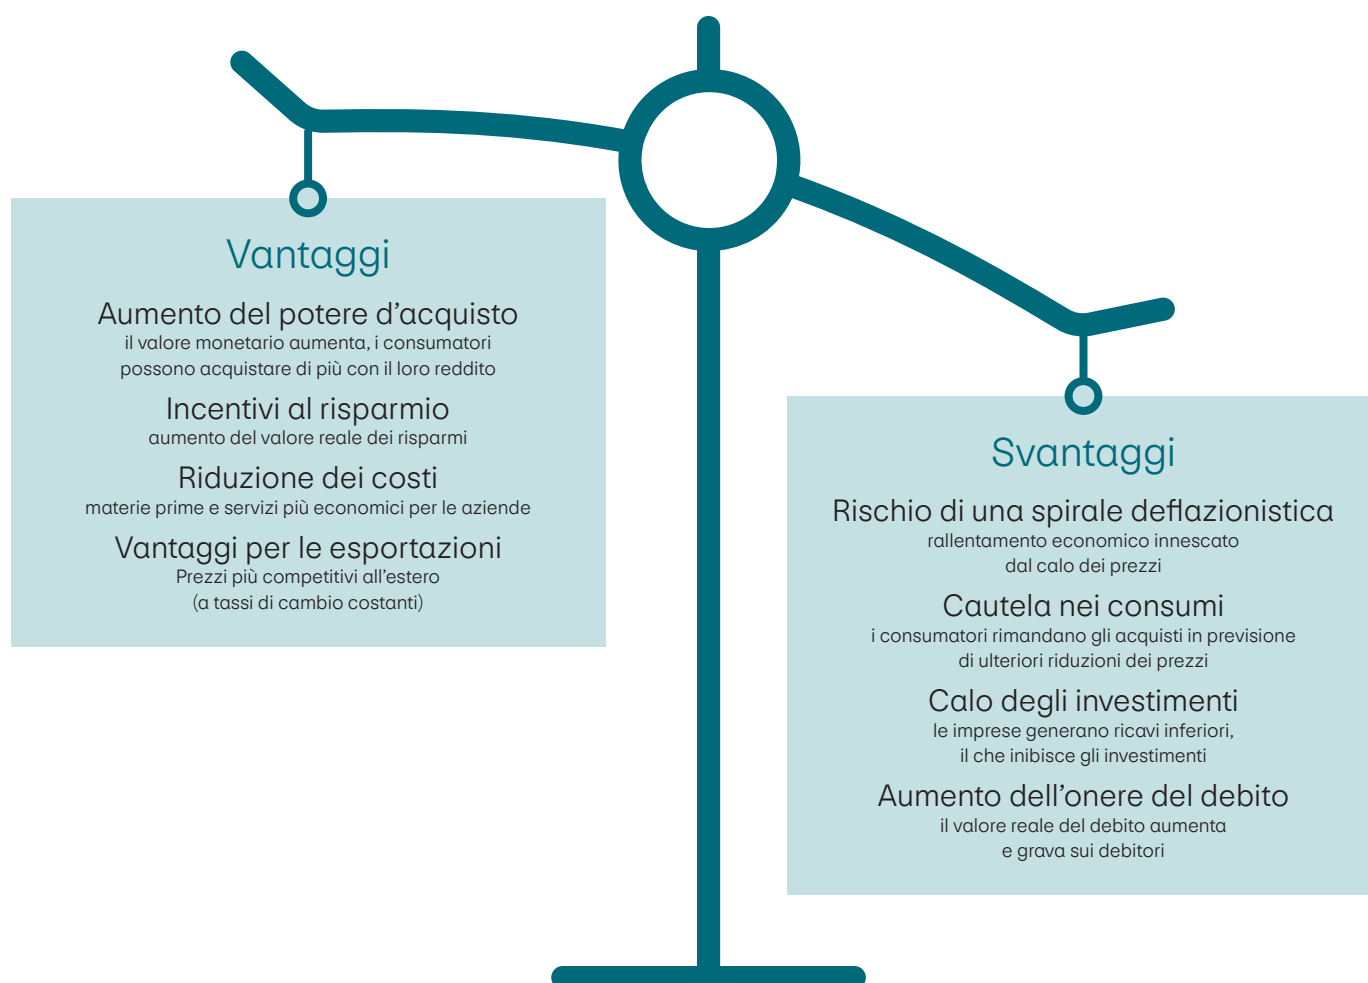 Vantaggi
Aumento del potere d’acquisto
il valore monetario aumenta, i consumatori
possono acquistare di più con il loro reddito
Incentivi al risparmio
aumento del valore reale dei risparmi
Riduzione dei costi
materie prime e servizi più economici per le aziende
Vantaggi per le esportazioni
Prezzi più competitivi all’estero
(a tassi di cambio costanti)
Svantaggi
Rischio di una spirale deflazionistica
rallentamento economico innescato
dal calo dei prezzi
Cautela nei consumi
i consumatori rimandano gli acquisti in previsione
di ulteriori riduzioni dei prezzi
Calo degli investimenti
le imprese generano ricavi inferiori,
il che inibisce gli investimenti
Aumento dell’onere del debito
il valore reale del debito aumenta
e grava sui debitori